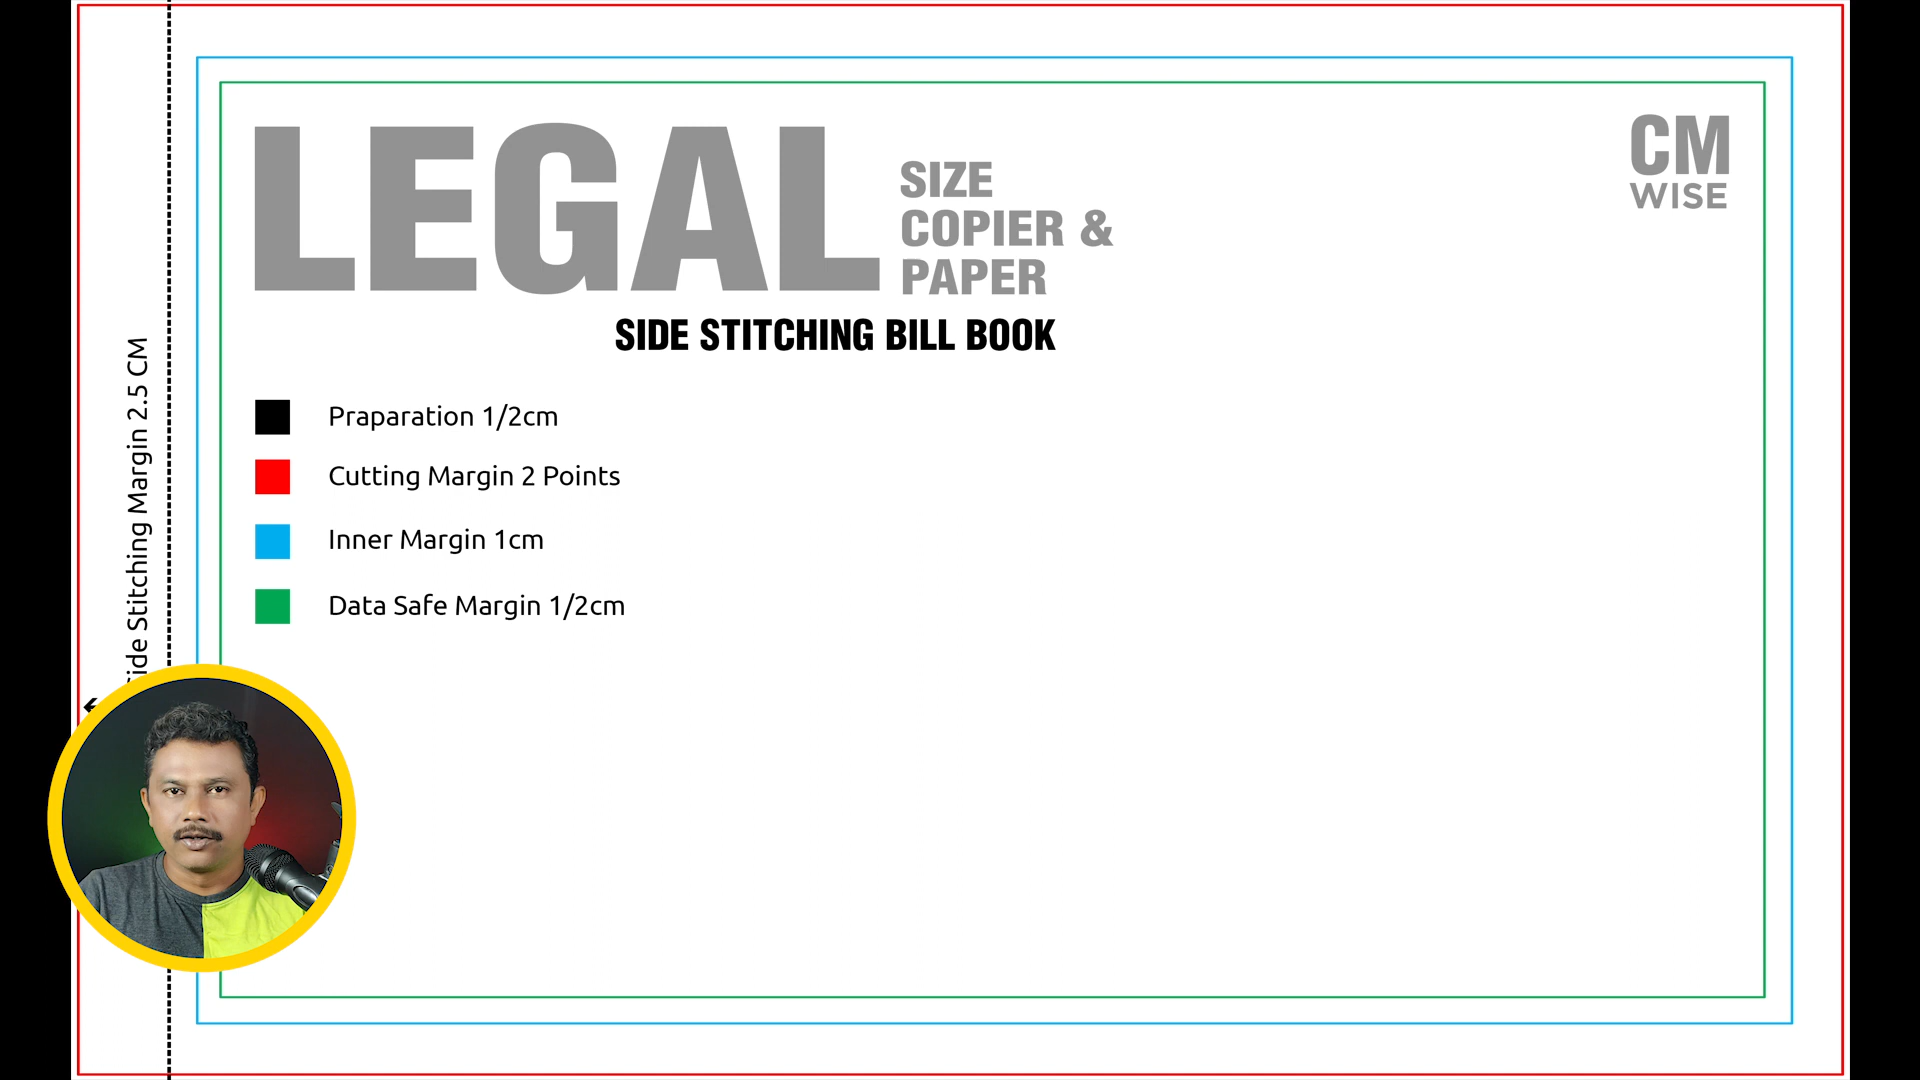 LEGAL
SIZE
COPIER &
PAPER
CM
WISE
SIDE STITCHING BILL BOOK
Praparation 1/2cm
Cutting Margin 2 Points
Inner Margin 1cm
Data Safe Margin 1/2cm
Side Stitching Margin 2.5 CM